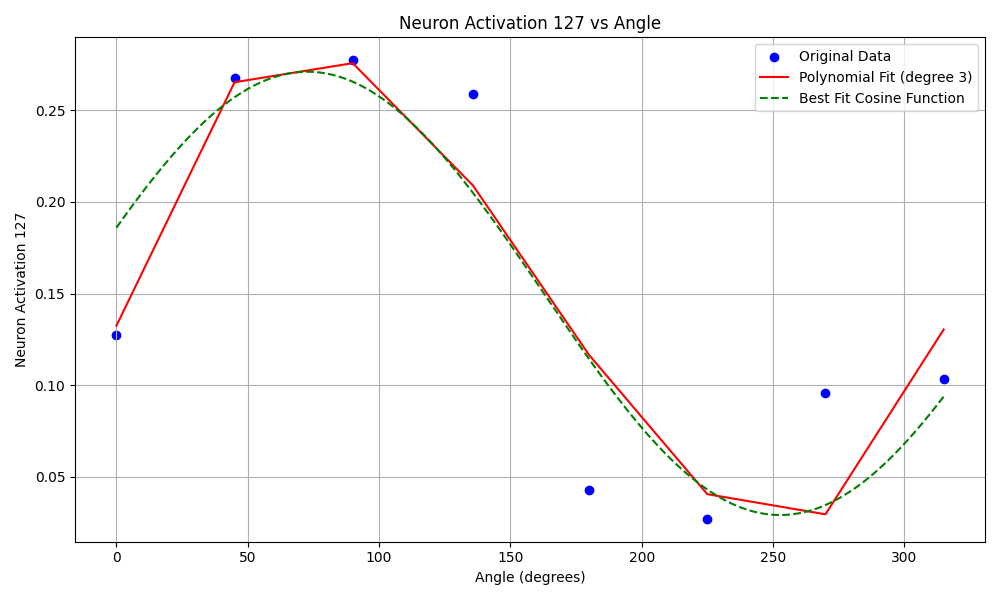 Neuron Activation 127 vs Angle
Original Data
Polynomial Fit (degree 3)
Best Fit Cosine Function
Neuron Activation 127
0.25
0.20
0.15
0.10
0.05
0
50
100
150
200
250
300
Angle (degrees)